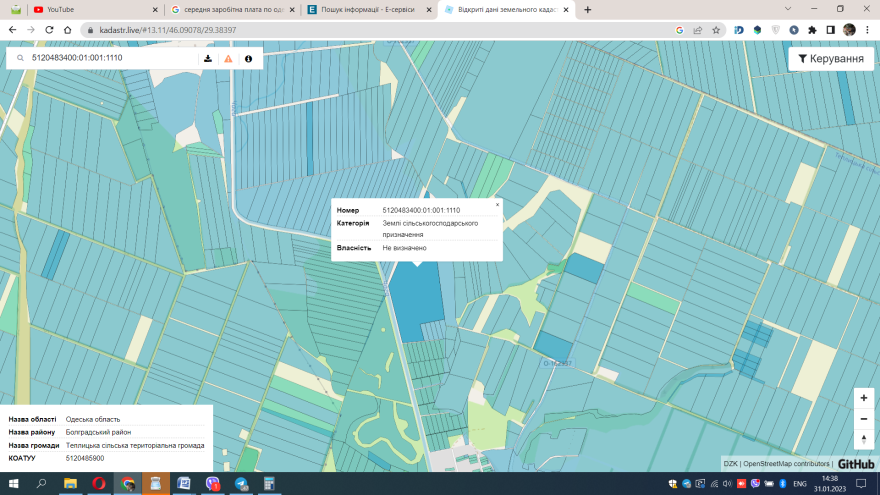 YouTube
середня заробітна плата по од
Пошук інформації - Е-сервіси
Відкриті дані земельного кадас
kadastr.live/#13.11/46.09078/29.38397
5120483400:01:001:1110
Керування
Номер 5120483400:01:001:1110
Категорія Землі сільськогосподарського
призначення
Власність Не визначено
О-162957
Назва області Одеська область
Назва району Болградський район
Назва громади Теплицька сільська територіальна громада
КОАТУУ 5120485900
DZK | OpenStreetMap contributors | GitHub
ENG
14:38
31.01.2023